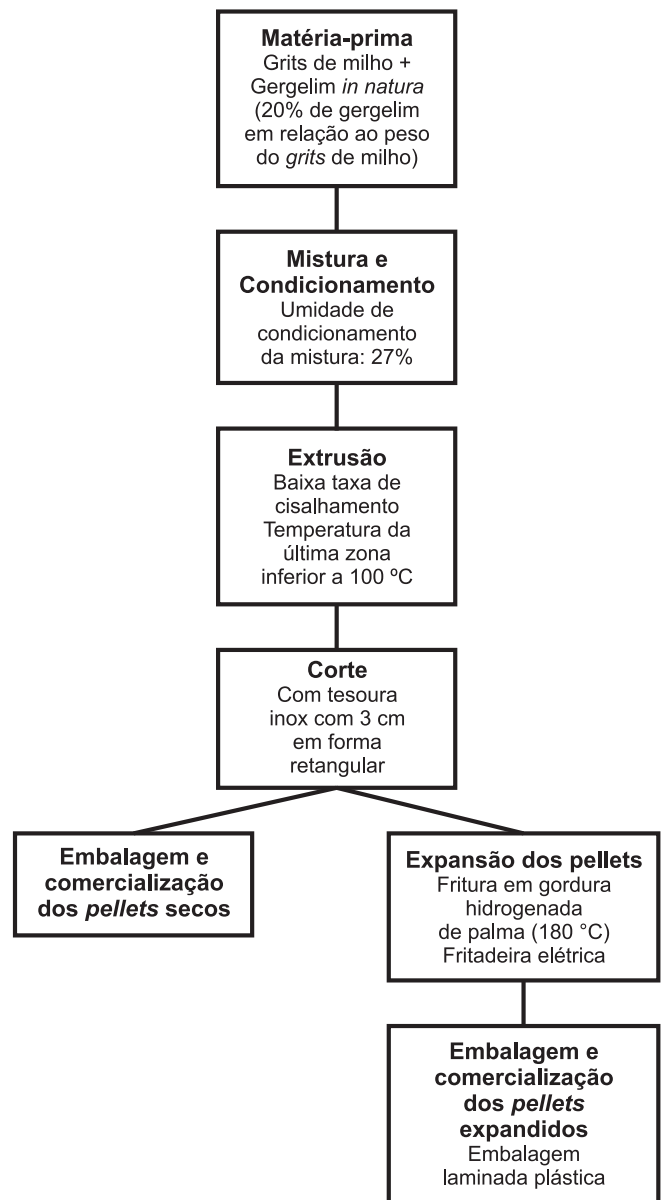 Matéria-prima
Grits de milho +
Gergelim in natura
(20% de gergelim
em relação ao peso
do grits de milho)
Mistura e
Condicionamento
Umidade de
condicionamento
da mistura: 27%
Extrusão
Baixa taxa de
cisalhamento
Temperatura da
última zona
inferior a 100 ºC
Corte
Com tesoura
inox com 3 cm
em forma
retangular
Embalagem e
comercialização
dos pellets secos
Expansão dos pellets
Fritura em gordura
hidrogenada
de palma (180 °C)
Fritadeira elétrica
Embalagem e
comercialização
dos pellets
expandidos
Embalagem
laminada plástica